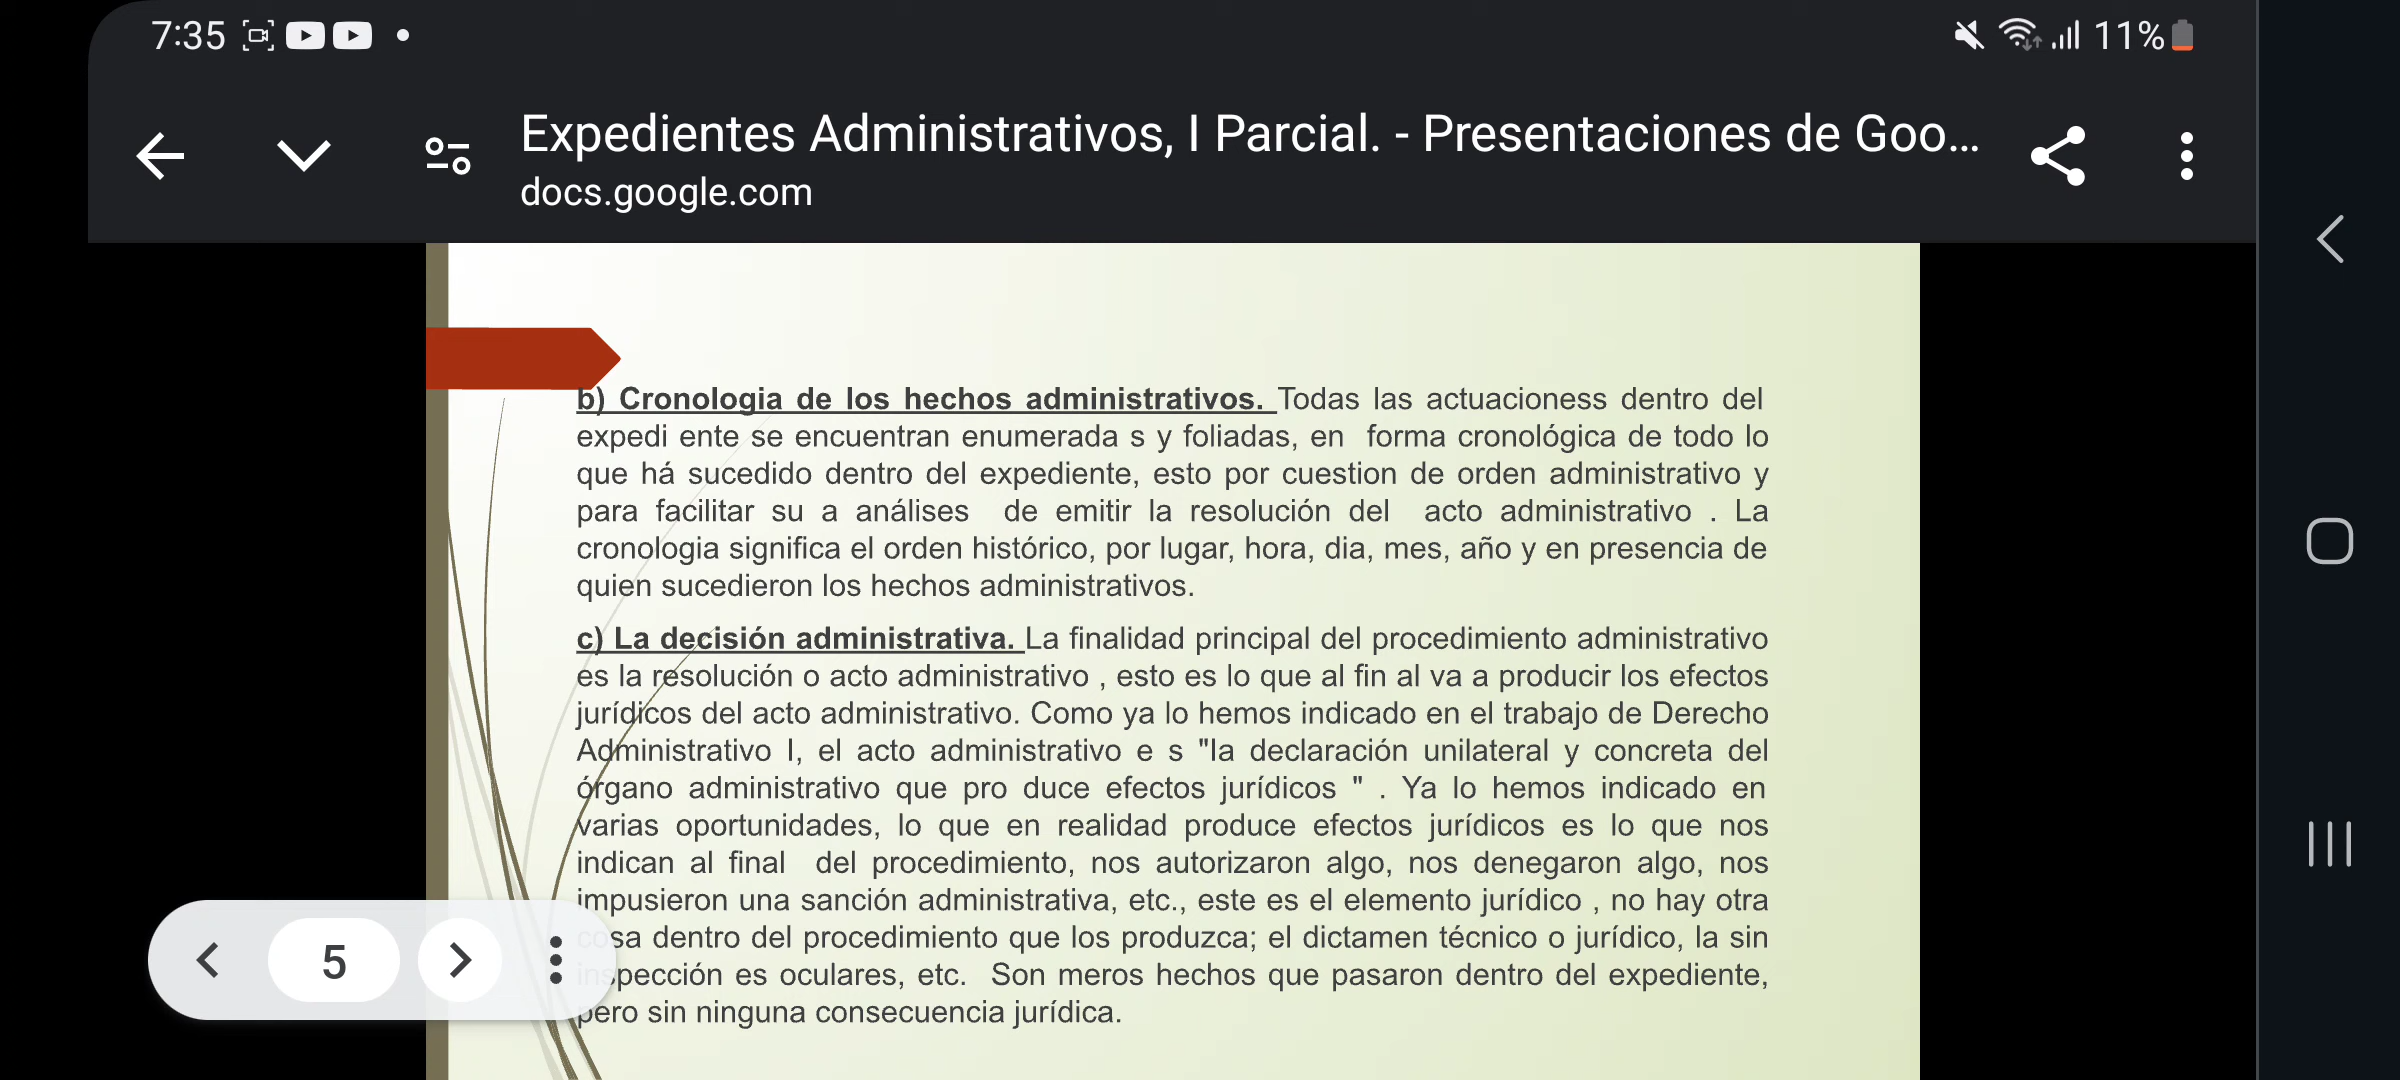 7:35
11%
Expedientes Administrativos, I Parcial. - Presentaciones de Goo...
docs.google.com
b) Cronologia de los hechos administrativos. Todas las actuacioness dentro del
expedi ente se encuentran enumerada s y foliadas, en forma cronológica de todo lo
que há sucedido dentro del expediente, esto por cuestion de orden administrativo y
para facilitar su a análises de emitir la resolución del acto administrativo . La
cronologia significa el orden histórico, por lugar, hora, dia, mes, año y en presencia de
quien sucedieron los hechos administrativos.
c) La decisión administrativa. La finalidad principal del procedimiento administrativo
es la resolución o acto administrativo , esto es lo que al fin al va a producir los efectos
jurídicos del acto administrativo. Como ya lo hemos indicado en el trabajo de Derecho
Administrativo I, el acto administrativo e s "la declaración unilateral y concreta del
órgano administrativo que pro duce efectos jurídicos " . Ya lo hemos indicado en
varias oportunidades, lo que en realidad produce efectos jurídicos es lo que nos
indican al final del procedimiento, nos autorizaron algo, nos denegaron algo, nos
impusieron una sanción administrativa, etc., este es el elemento jurídico , no hay otra
cosa dentro del procedimiento que los produzca; el dictamen técnico o jurídico, la sin
inspección es oculares, etc. Son meros hechos que pasaron dentro del expediente,
pero sin ninguna consecuencia jurídica.
5